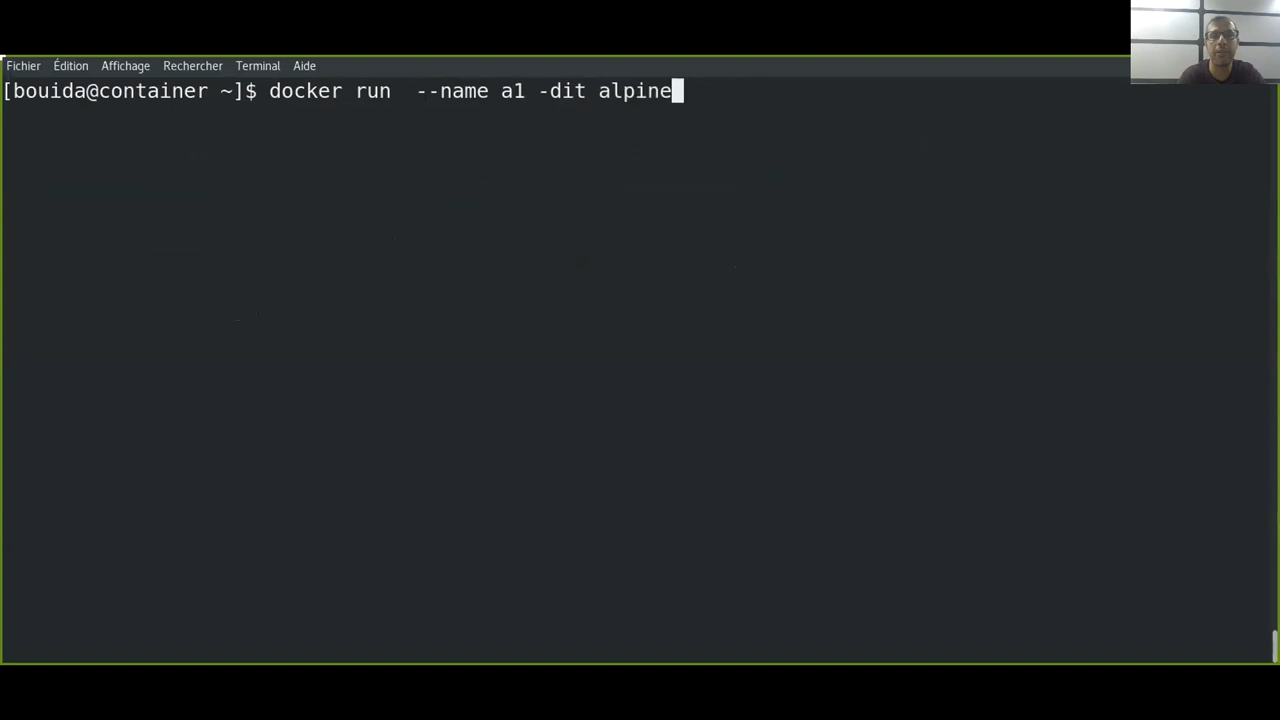 Fichier Édition Affichage Rechercher Terminal Aide
[bouida@container ~]$ docker run  --name a1 -dit alpine